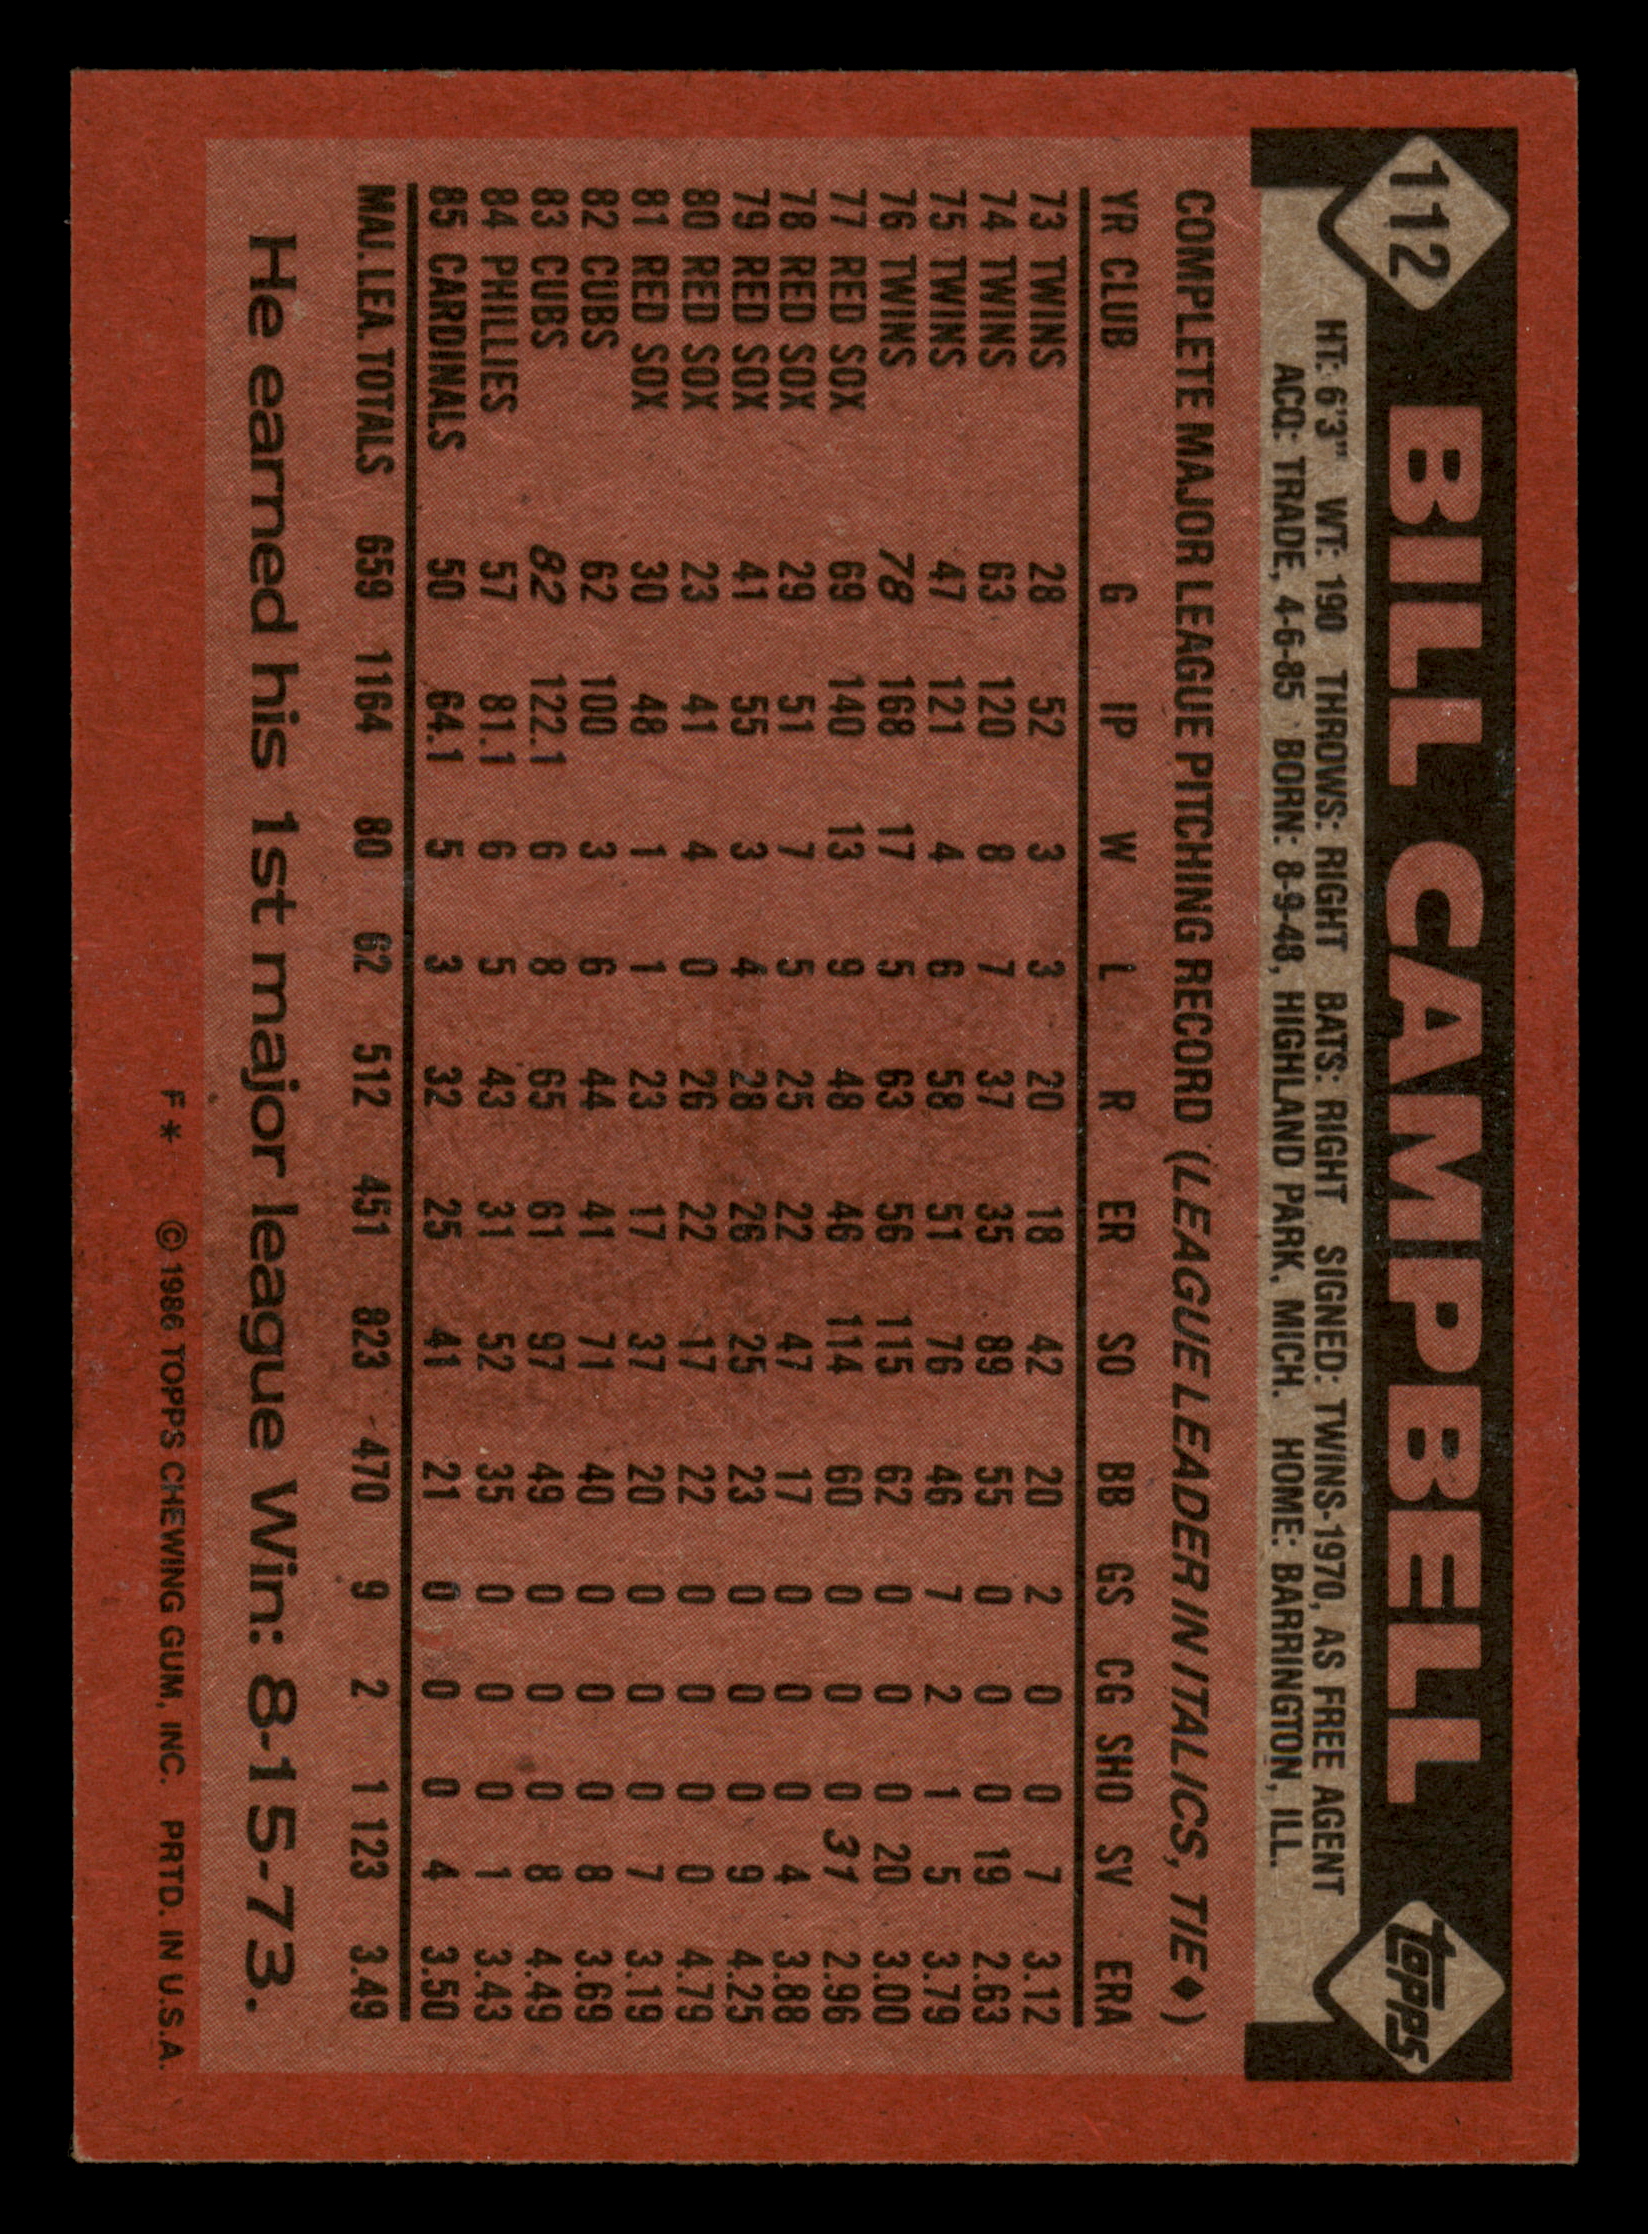 112 BILL CAMPBELL topps
HT: 6'3" WT: 190 THROWS: RIGHT BATS: RIGHT SIGNED: TWINS-1970, AS FREE AGENT
ACQ: TRADE, 4-6-85 BORN: 8-9-48, HIGHLAND PARK, MICH. HOME: BARRINGTON, ILL.
COMPLETE MAJOR LEAGUE PITCHING RECORD (LEAGUE LEADER IN ITALICS, TIE♦)
YR CLUB G IP W L R ER SO BB GS CG SHO SV ERA
73 TWINS 28 52 3 3 20 18 42 20 2 0 0 7 3.12
74 TWINS 63 120 8 7 37 35 89 55 0 0 0 19 2.63
75 TWINS 47 121 4 6 58 51 76 46 7 2 1 5 3.79
76 TWINS 78 168 17 5 63 56 115 62 0 0 0 20 3.00
77 RED SOX 69 140 13 9 48 46 114 60 0 0 0 31 2.96
78 RED SOX 29 51 7 5 25 22 47 17 0 0 0 4 3.88
79 RED SOX 41 55 3 4 28 26 25 23 0 0 0 9 4.25
80 RED SOX 23 41 4 0 26 22 17 22 0 0 0 0 4.79
81 RED SOX 30 48 1 1 23 17 37 20 0 0 0 7 3.19
82 CUBS 62 100 3 6 44 41 71 40 0 0 0 8 3.69
83 CUBS 82 122.1 6 8 65 61 97 49 0 0 0 8 4.49
84 PHILLIES 57 81.1 6 5 43 31 52 35 0 0 0 1 3.43
85 CARDINALS 50 64.1 5 3 32 25 41 21 0 0 0 4 3.50
MAJ. LEA. TOTALS 659 1164 80 62 512 451 823 470 9 2 1 123 3.49
He earned his 1st major league Win: 8-15-73.
F* © 1986 TOPPS CHEWING GUM, INC. PRTD. IN U.S.A.